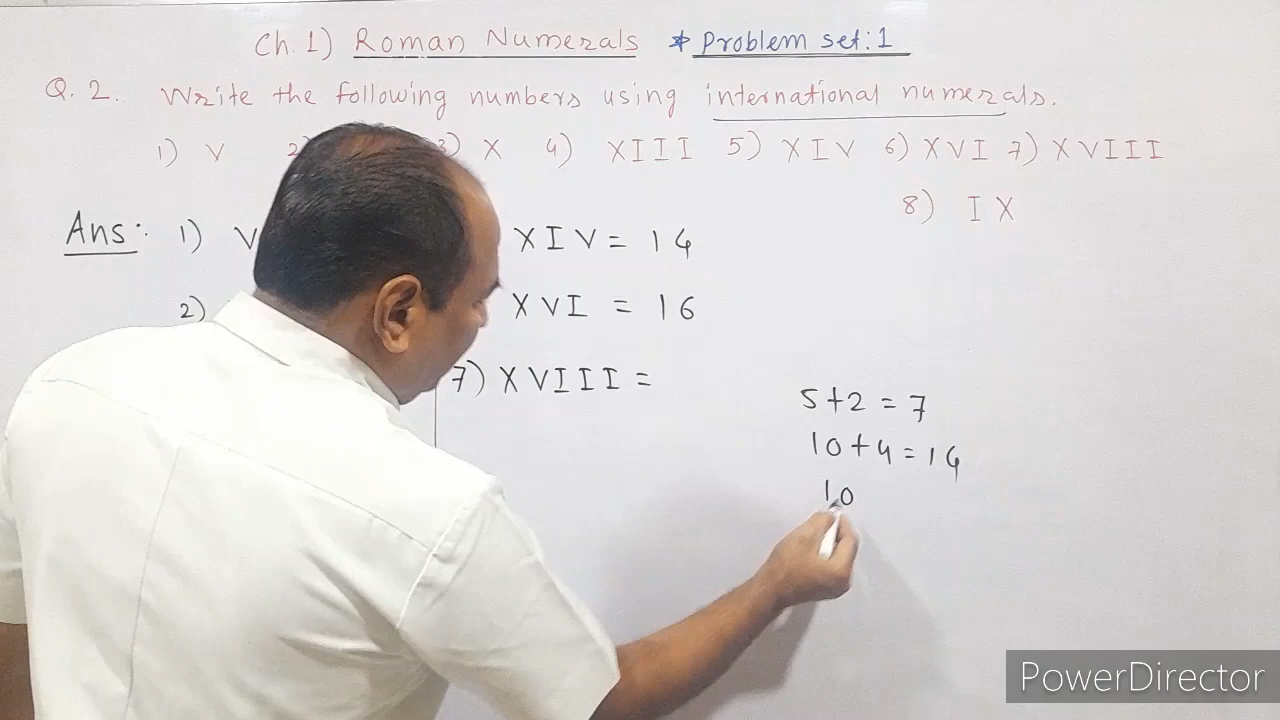 Ch. 1) Roman Numerals * Problem set: 1
Q. 2. Write the following numbers using international numerals.
1) V 2 3) X 4) XIII 5) XIV 6) XVI 7) XVIII
8) IX
Ans: 1) V XIV = 14
2) XVI = 16
7) XVIII =
5+2 = 7
10+4 = 14
10
PowerDirector